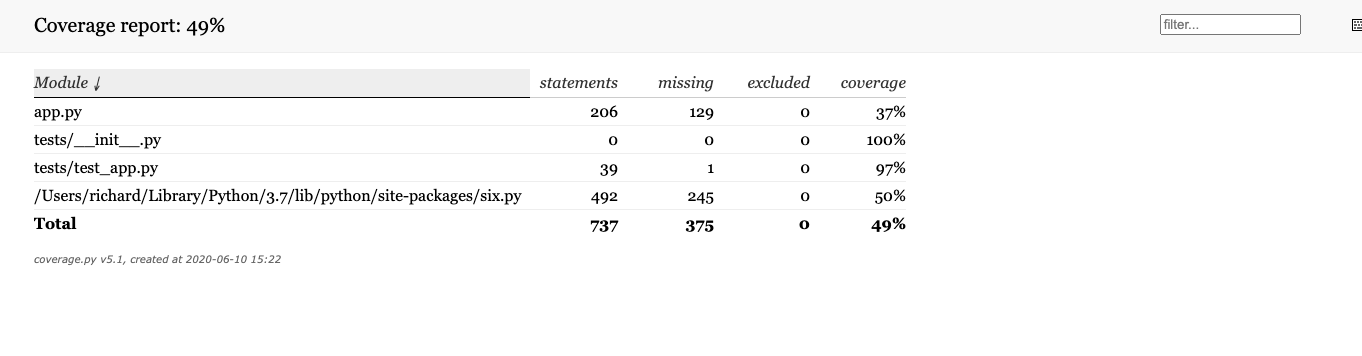 Coverage report: 49%
filter...
Module ↓ statements missing excluded coverage
app.py 206 129 0 37%
tests/__init__.py 0 0 0 100%
tests/test_app.py 39 1 0 97%
/Users/richard/Library/Python/3.7/lib/python/site-packages/six.py 492 245 0 50%
Total 737 375 0 49%
coverage.py v5.1, created at 2020-06-10 15:22